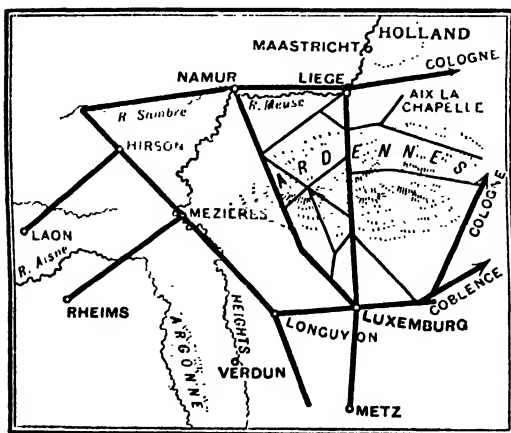 HOLLAND
MAASTRICHT
COLOGNE
NAMUR
LIEGE
AIX LA
CHAPELLE
R. Sambre
R. Meuse
HIRSON
ARDENNES
MEZIERES
LAON
R. Aisne
COLOGNE
COBLENCE
RHEIMS
ARGONNE
HEIGHTS
LONGUYON
LUXEMBURG
VERDUN
METZ